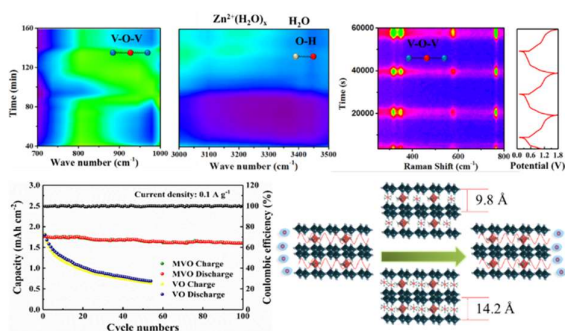 Zn²⁺(H₂O)ₓ H₂O
V-O-V
O-H
Time (min)
160
140
120
100
80
60
40
20
0
700 800 900 1000
Wave number (cm⁻¹)
3000 3100 3200 3300 3400 3500
Wave number (cm⁻¹)
V-O-V
Time (s)
60000
40000
20000
400 600 800
Raman Shift (cm⁻¹)
0.0 0.6 1.2 1.8
Potential (V)
Current density: 0.1 A g⁻¹
Capacity (mAh cm⁻²)
3.0
2.5
2.0
1.5
1.0
0.5
0.0
MVO Charge
MVO Discharge
VO Charge
VO Discharge
0 20 40 60 80 100
Cycle numbers
120
100
80
60
40
20
0
Coulombic efficiency (%)
9.8 Å
14.2 Å